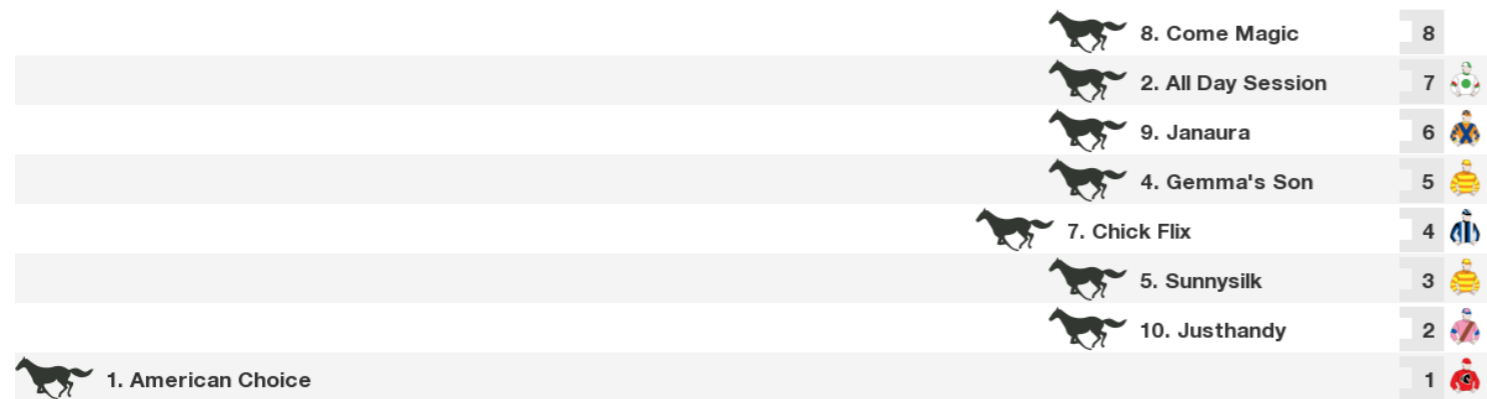 8. Come Magic 8
2. All Day Session 7
9. Janaura 6
4. Gemma's Son 5
7. Chick Flix 4
5. Sunnysilk 3
10. Justhandy 2
1. American Choice 1